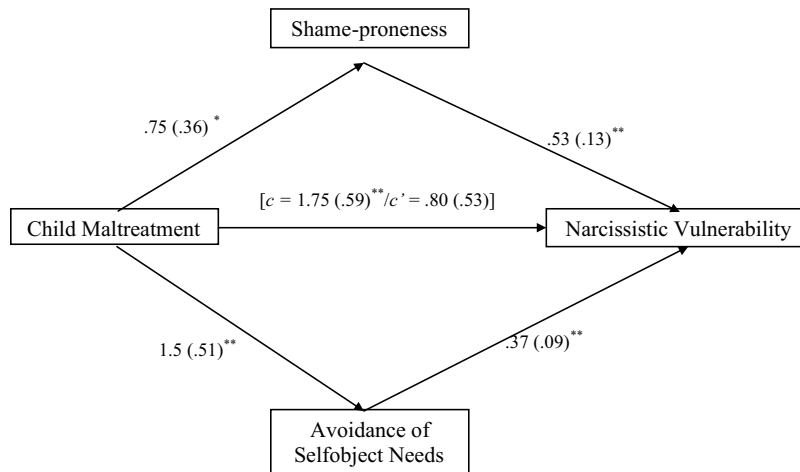 Shame-proneness
.75 (.36) *
.53 (.13)**
[c = 1.75 (.59)**/c’ = .80 (.53)]
Child Maltreatment
Narcissistic Vulnerability
1.5 (.51)**
.37 (.09)**
Avoidance of
Selfobject Needs